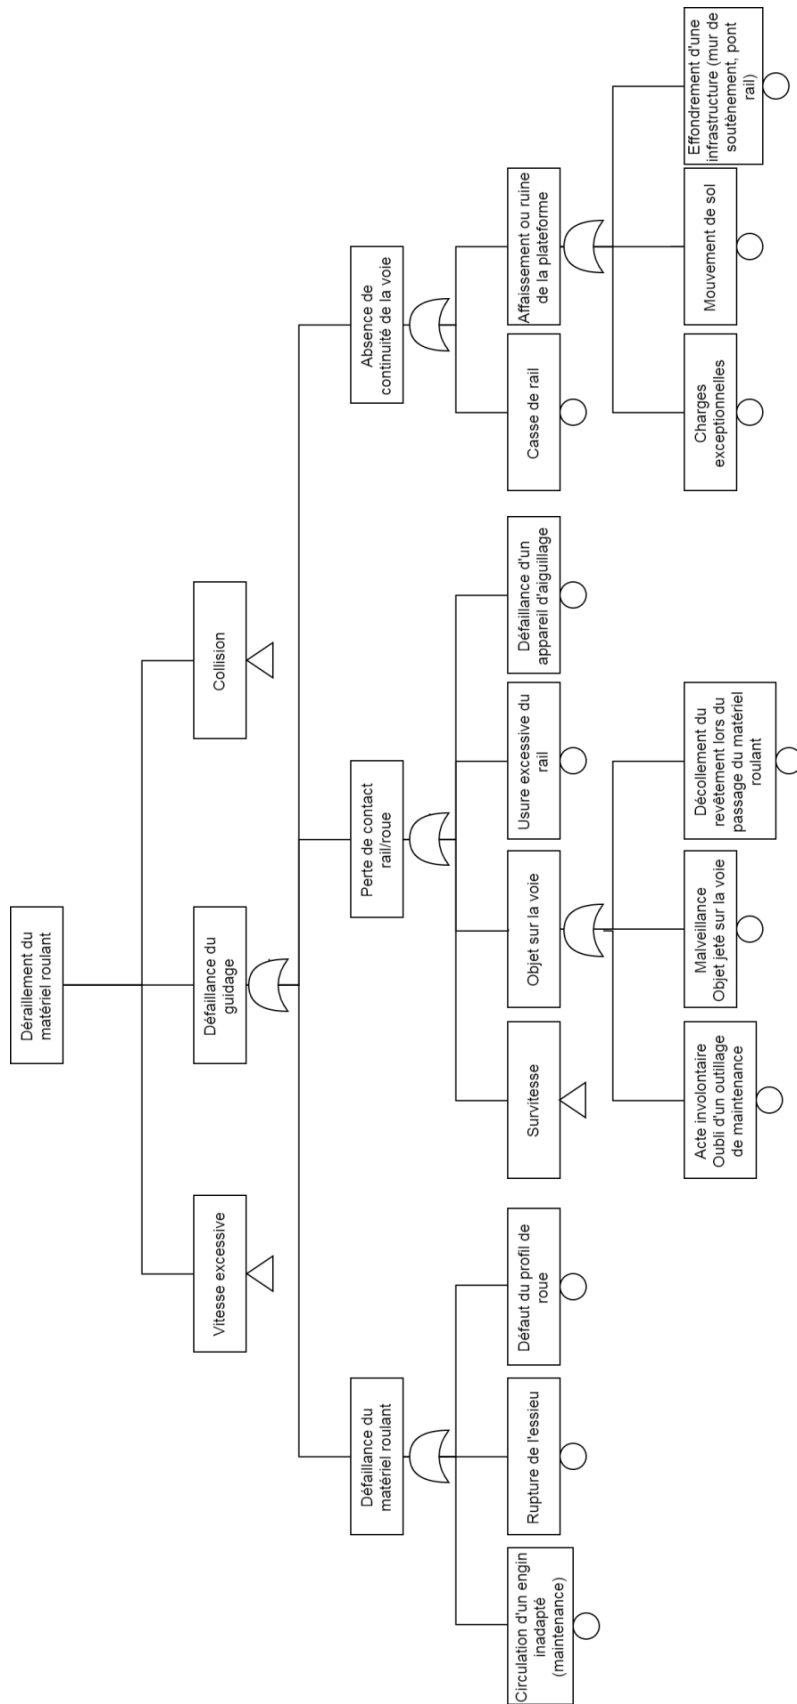 Déraillement du
matériel roulant
Vitesse excessive
Défaillance du
guidage
Collision
Défaillance du
matériel roulant
Perte de contact
rail/roue
Absence de
continuité de la voie
Circulation d'un engin
inadapté
(maintenance)
Rupture de l'essieu
Défaut du profil de
roue
Survitesse
Objet sur la voie
Usure excessive du
rail
Défaillance d'un
appareil d'aiguillage
Casse de rail
Affaissement ou ruine
de la plateforme
Acte involontaire
Oubli d'un outillage
de maintenance
Malveillance
Objet jeté sur la voie
Décollement du
revêtement lors du
passage du matériel
roulant
Charges
exceptionnelles
Mouvement de sol
Effondrement d'une
infrastructure (mur de
soutènement, pont
rail)